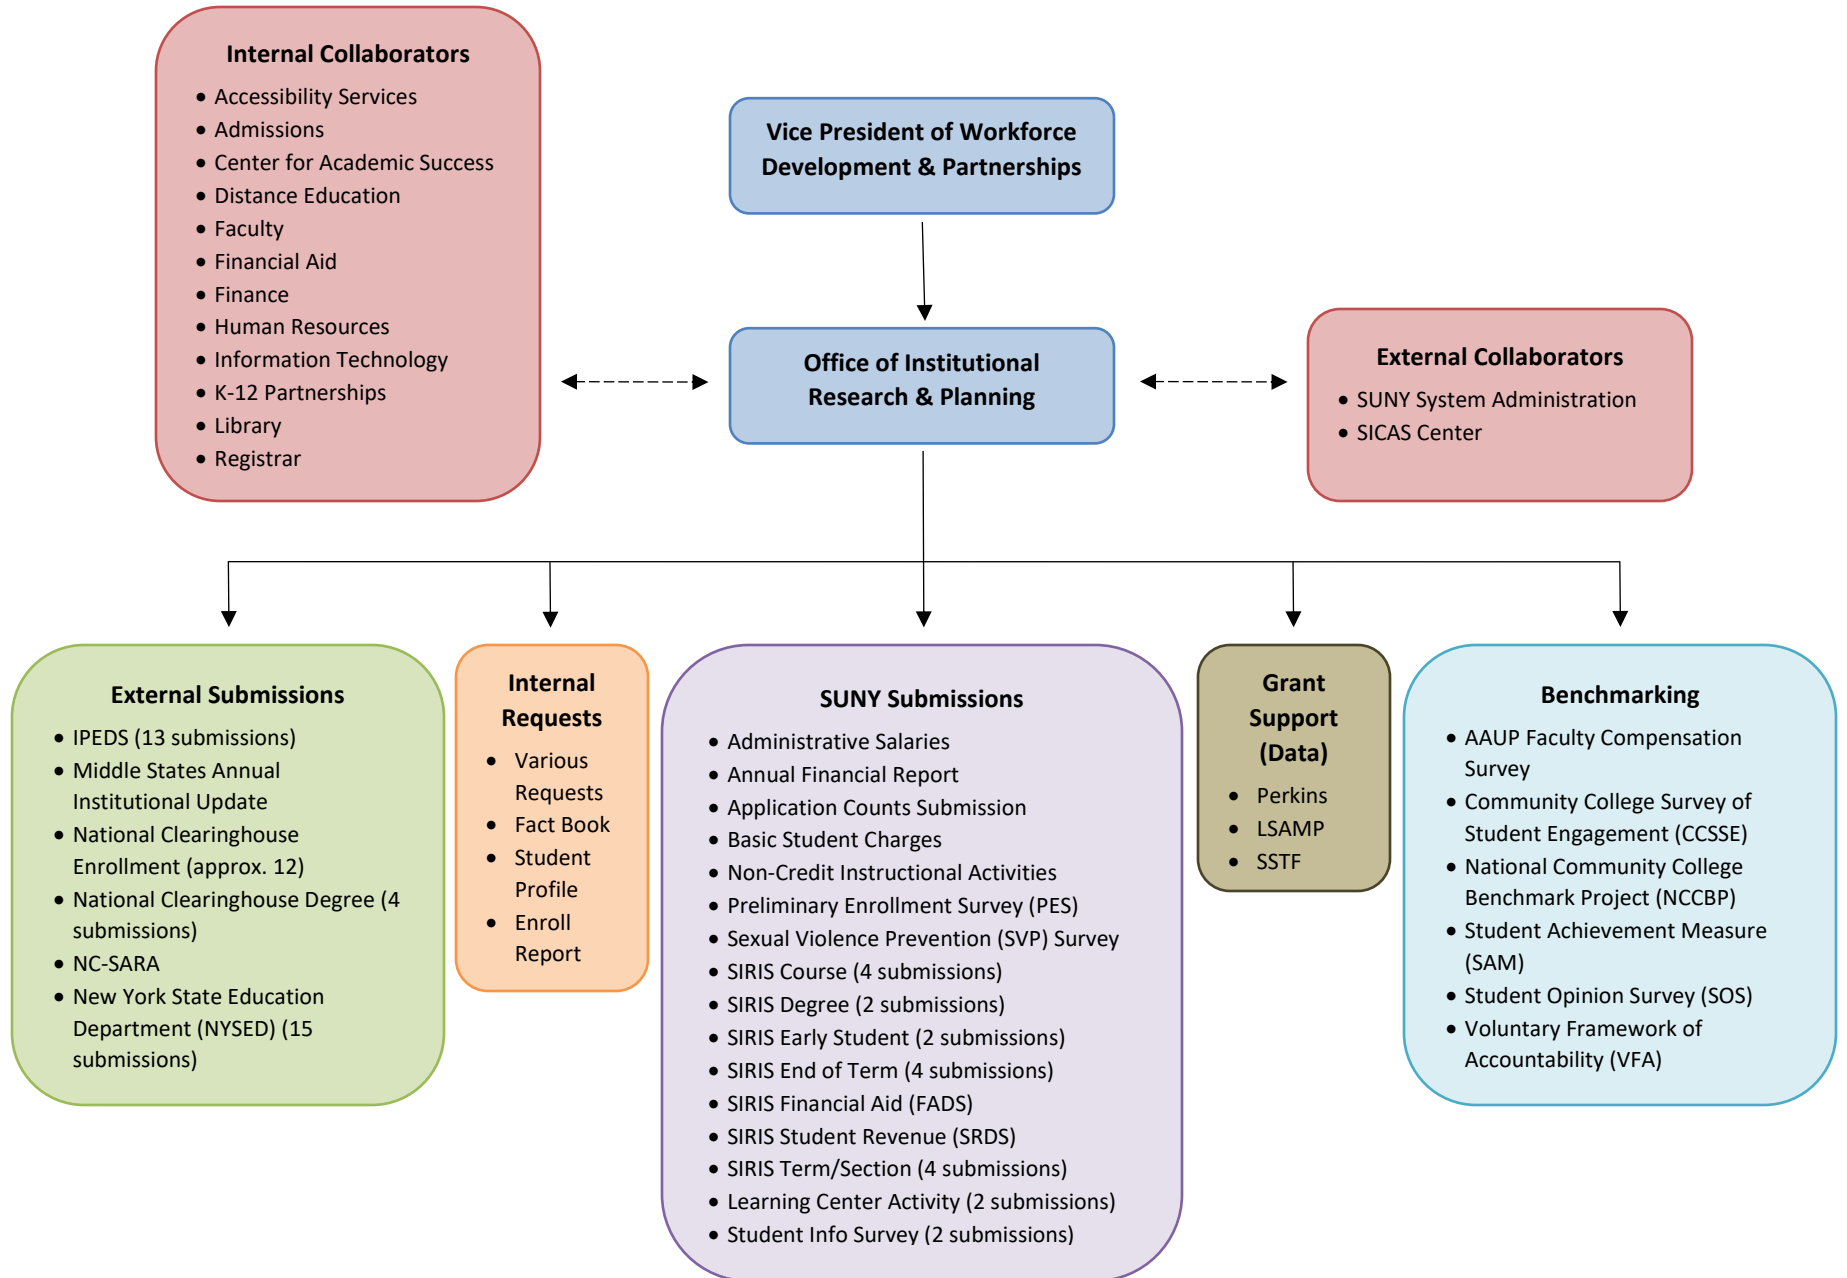 Internal Collaborators
• Accessibility Services
• Admissions
• Center for Academic Success
• Distance Education
• Faculty
• Financial Aid
• Finance
• Human Resources
• Information Technology
• K-12 Partnerships
• Library
• Registrar
Vice President of Workforce
Development & Partnerships
Office of Institutional
Research & Planning
External Collaborators
• SUNY System Administration
• SICAS Center
External Submissions
• IPEDS (13 submissions)
• Middle States Annual
Institutional Update
• National Clearinghouse
Enrollment (approx. 12)
• National Clearinghouse Degree (4
submissions)
• NC-SARA
• New York State Education
Department (NYSED) (15
submissions)
Internal
Requests
• Various
Requests
• Fact Book
• Student
Profile
• Enroll
Report
SUNY Submissions
• Administrative Salaries
• Annual Financial Report
• Application Counts Submission
• Basic Student Charges
• Non-Credit Instructional Activities
• Preliminary Enrollment Survey (PES)
• Sexual Violence Prevention (SVP) Survey
• SIRIS Course (4 submissions)
• SIRIS Degree (2 submissions)
• SIRIS Early Student (2 submissions)
• SIRIS End of Term (4 submissions)
• SIRIS Financial Aid (FADS)
• SIRIS Student Revenue (SRDS)
• SIRIS Term/Section (4 submissions)
• Learning Center Activity (2 submissions)
• Student Info Survey (2 submissions)
Grant
Support
(Data)
• Perkins
• LSAMP
• SSTF
Benchmarking
• AAUP Faculty Compensation
Survey
• Community College Survey of
Student Engagement (CCSSE)
• National Community College
Benchmark Project (NCCBP)
• Student Achievement Measure
(SAM)
• Student Opinion Survey (SOS)
• Voluntary Framework of
Accountability (VFA)